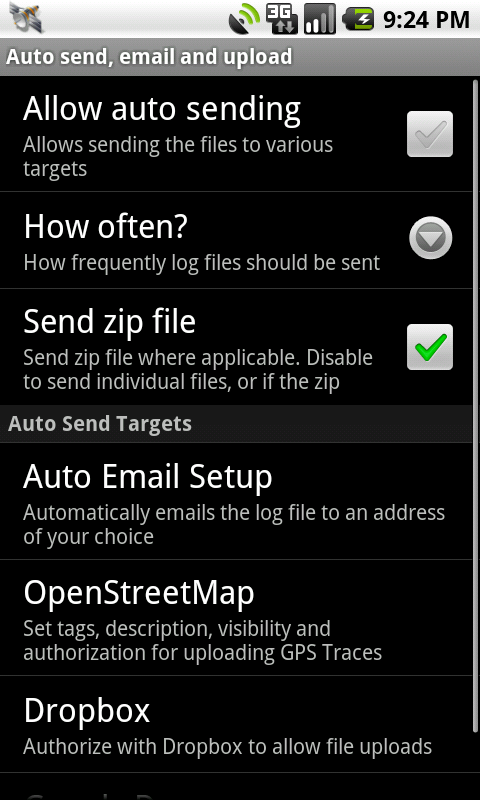 3G
9:24 PM
Auto send, email and upload
Allow auto sending
Allows sending the files to various
targets
How often?
How frequently log files should be sent
Send zip file
Send zip file where applicable. Disable
to send individual files, or if the zip
Auto Send Targets
Auto Email Setup
Automatically emails the log file to an address
of your choice
OpenStreetMap
Set tags, description, visibility and
authorization for uploading GPS Traces
Dropbox
Authorize with Dropbox to allow file uploads